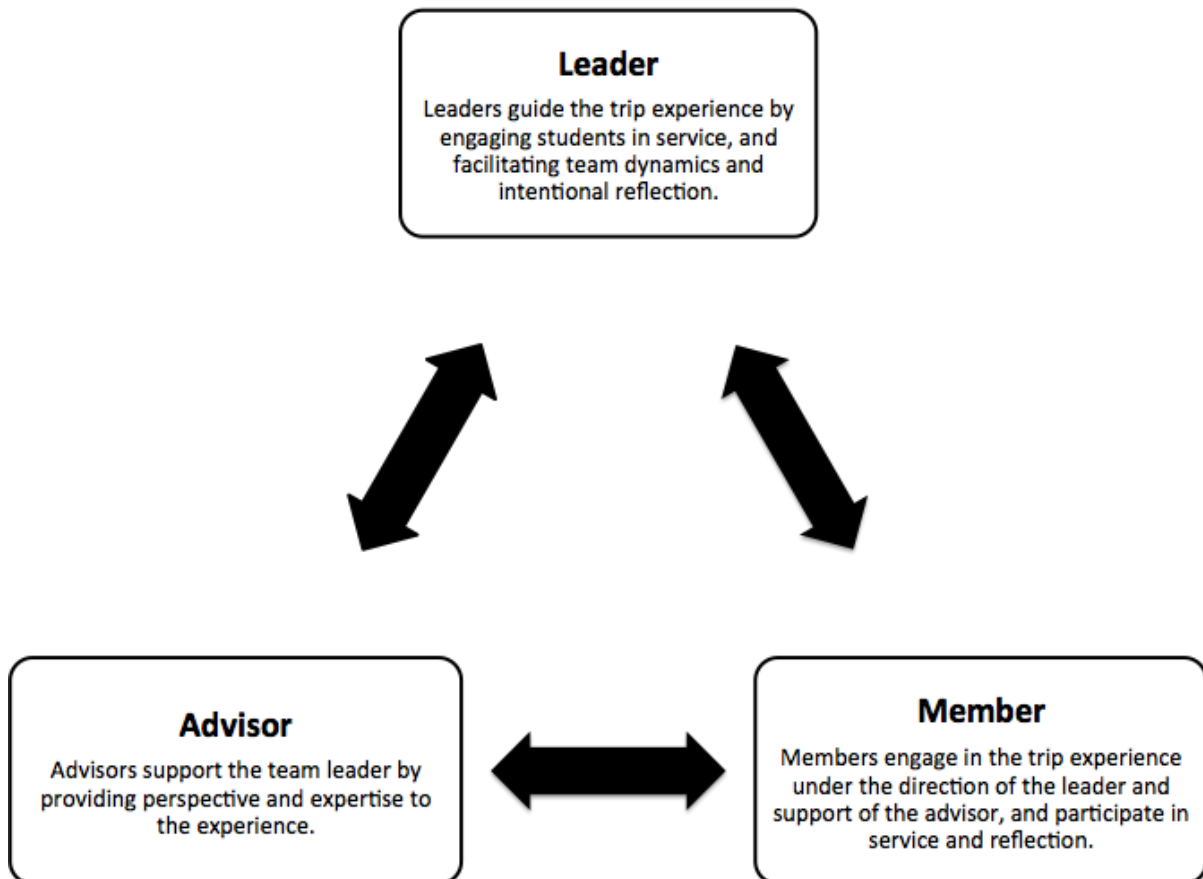 Leader
Leaders guide the trip experience by
engaging students in service, and
facilitating team dynamics and
intentional reflection.
Advisor
Advisors support the team leader by
providing perspective and expertise to
the experience.
Member
Members engage in the trip experience
under the direction of the leader and
support of the advisor, and participate in
service and reflection.